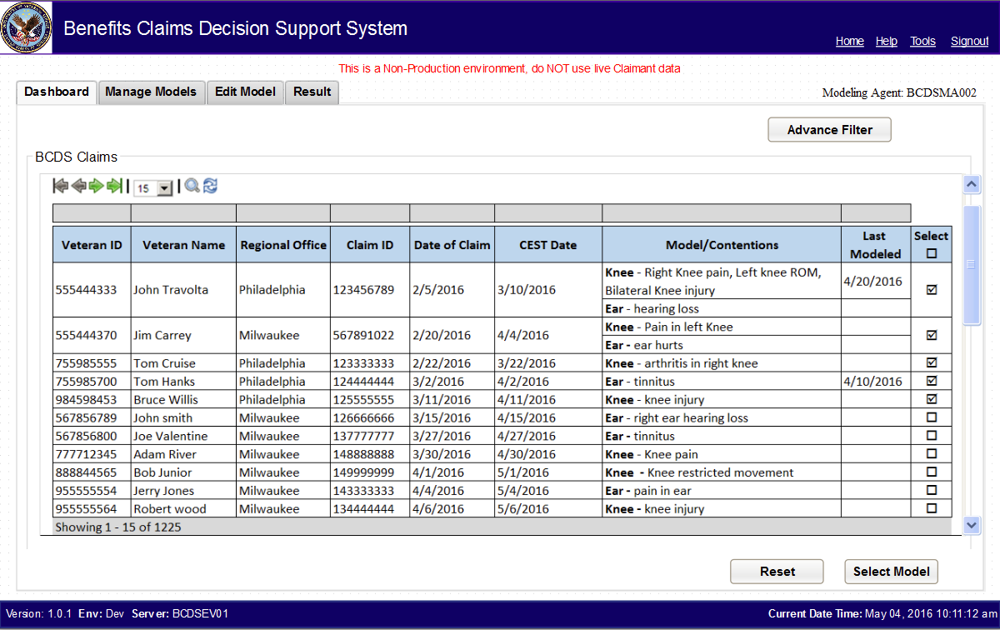 Benefits Claims Decision Support System
Home Help Tools Signout
This is a Non-Production environment, do NOT use live Claimant data
Dashboard Manage Models Edit Model Result
Modeling Agent: BCDSMA002
Advance Filter
BCDS Claims
15
Veteran ID Veteran Name Regional Office Claim ID Date of Claim CEST Date Model/Contentions Last Modeled Select
555444333 John Travolta Philadelphia 123456789 2/5/2016 3/10/2016 Knee - Right Knee pain, Left knee ROM, 4/20/2016
Bilateral Knee injury
Ear - hearing loss
555444370 Jim Carrey Milwaukee 567891022 2/20/2016 4/4/2016 Knee - Pain in left Knee
Ear - ear hurts
755985555 Tom Cruise Philadelphia 123333333 2/22/2016 3/22/2016 Knee - arthritis in right knee
755985700 Tom Hanks Philadelphia 124444444 3/2/2016 4/2/2016 Ear - tinnitus 4/10/2016
984598453 Bruce Willis Philadelphia 125555555 3/11/2016 4/11/2016 Knee - knee injury
567856789 John smith Milwaukee 126666666 3/15/2016 4/15/2016 Ear - right ear hearing loss
567856800 Joe Valentine Milwaukee 137777777 3/27/2016 4/27/2016 Ear - tinnitus
777712345 Adam River Milwaukee 148888888 3/30/2016 4/30/2016 Knee - Knee pain
888844565 Bob Junior Milwaukee 149999999 4/1/2016 5/1/2016 Knee - Knee restricted movement
955555554 Jerry Jones Milwaukee 143333333 4/4/2016 5/4/2016 Ear - pain in ear
955555564 Robert wood Milwaukee 134444444 4/6/2016 5/6/2016 Knee - knee injury
Showing 1 - 15 of 1225
Reset Select Model
Version: 1.0.1 Env: Dev Server: BCDSEV01
Current Date Time: May 04, 2016 10:11:12 am